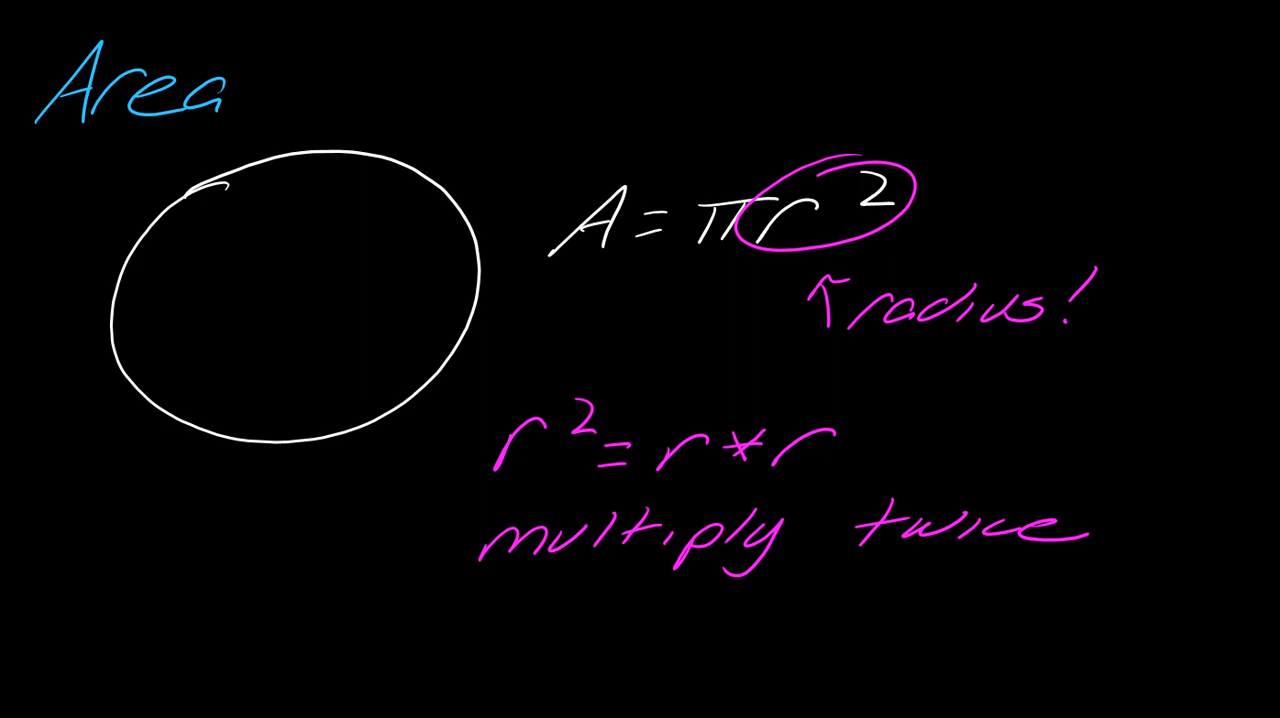 Area
A = πr²
↑ radius!
r² = r * r
multiply twice